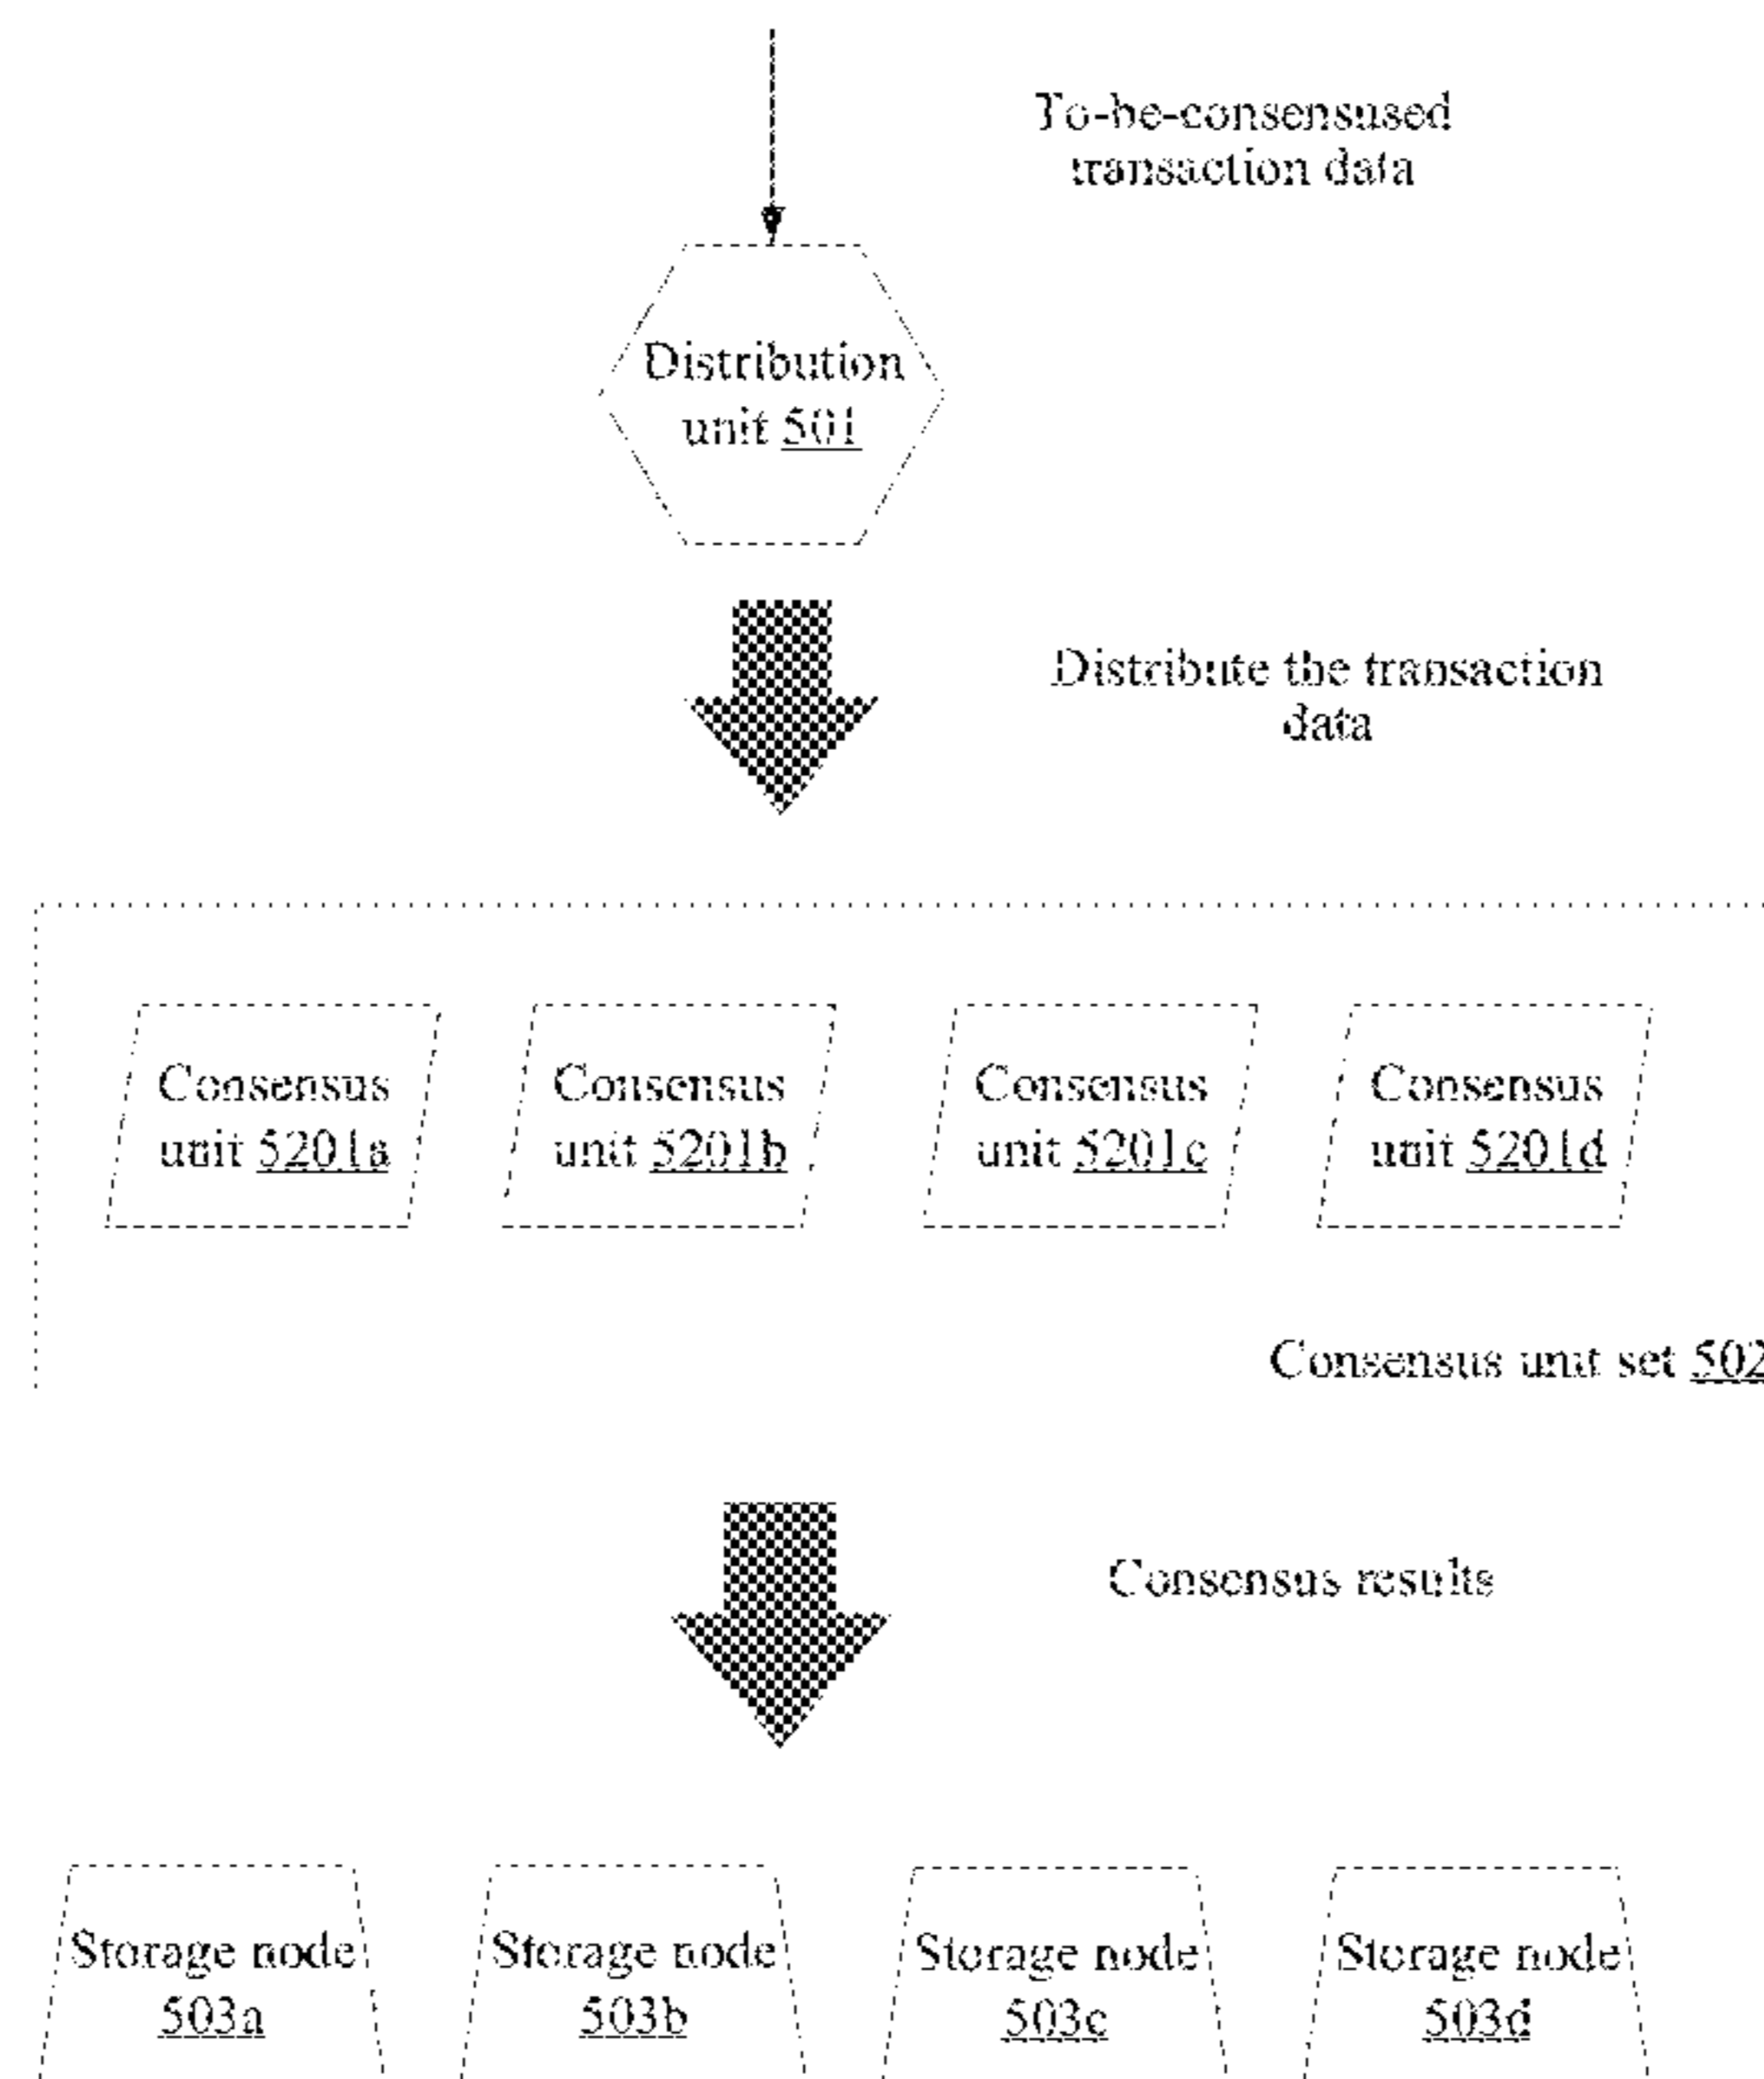 To-be-consensused
transaction data
Distribution
unit 501
Distribute the transaction
data
Consensus
unit 5201a
Consensus
unit 5201b
Consensus
unit 5201c
Consensus
unit 5201d
Consensus unit set 502
Consensus results
Storage node
503a
Storage node
503b
Storage node
503c
Storage node
503d